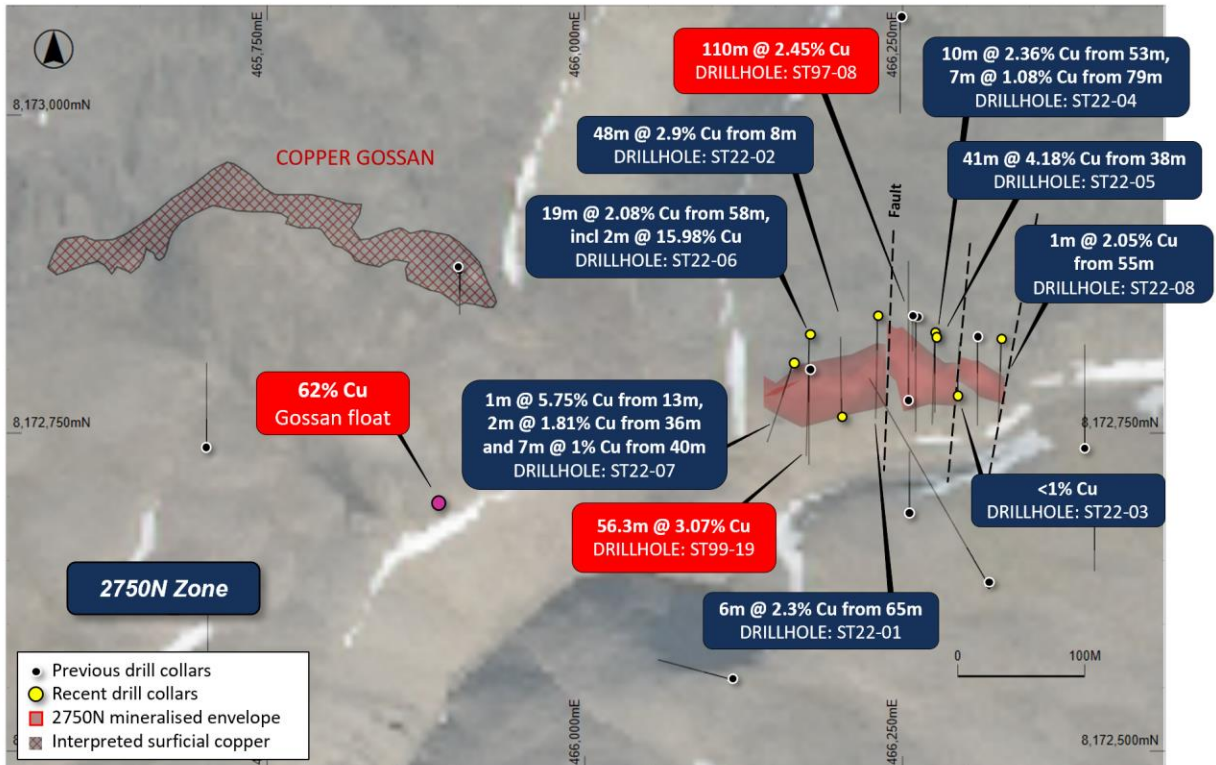 465,750mE
466,000mE
466,250mE
8,173,000mN
COPPER GOSSAN
110m @ 2.45% Cu
DRILLHOLE: ST97-08
10m @ 2.36% Cu from 53m,
7m @ 1.08% Cu from 79m
DRILLHOLE: ST22-04
48m @ 2.9% Cu from 8m
DRILLHOLE: ST22-02
41m @ 4.18% Cu from 38m
DRILLHOLE: ST22-05
19m @ 2.08% Cu from 58m,
incl 2m @ 15.98% Cu
DRILLHOLE: ST22-06
Fault
1m @ 2.05% Cu
from 55m
DRILLHOLE: ST22-08
62% Cu
Gossan float
1m @ 5.75% Cu from 13m,
2m @ 1.81% Cu from 36m
and 7m @ 1% Cu from 40m
DRILLHOLE: ST22-07
8,172,750mN
8,172,750mN
<1% Cu
DRILLHOLE: ST22-03
56.3m @ 3.07% Cu
DRILLHOLE: ST99-19
2750N Zone
6m @ 2.3% Cu from 65m
DRILLHOLE: ST22-01
0
100M
Previous drill collars
Recent drill collars
2750N mineralised envelope
Interpreted surficial copper
466,000mE
466,250mE
8,172,500mN